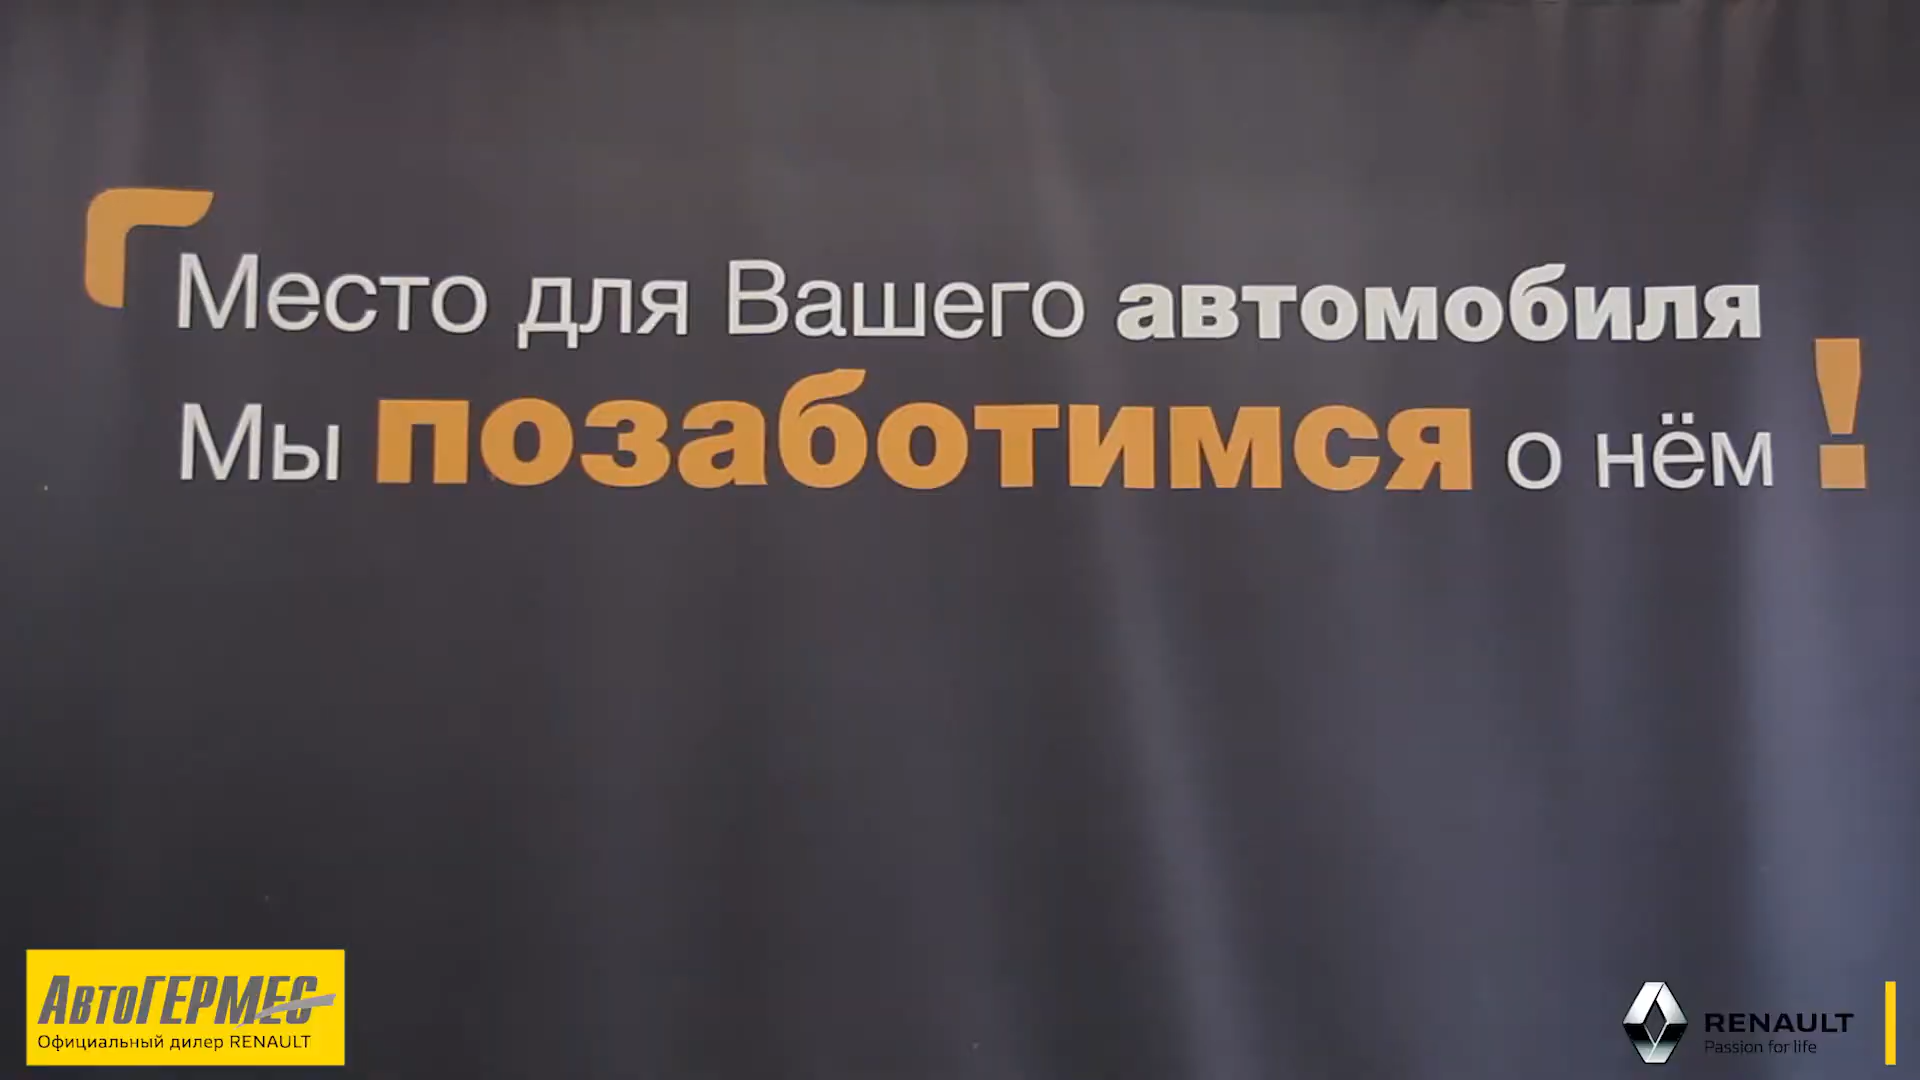 Место для Вашего автомобиля
Мы позаботимся о нём !
АвтоГЕРМЕС
Официальный дилер RENAULT
RENAULT
Passion for life